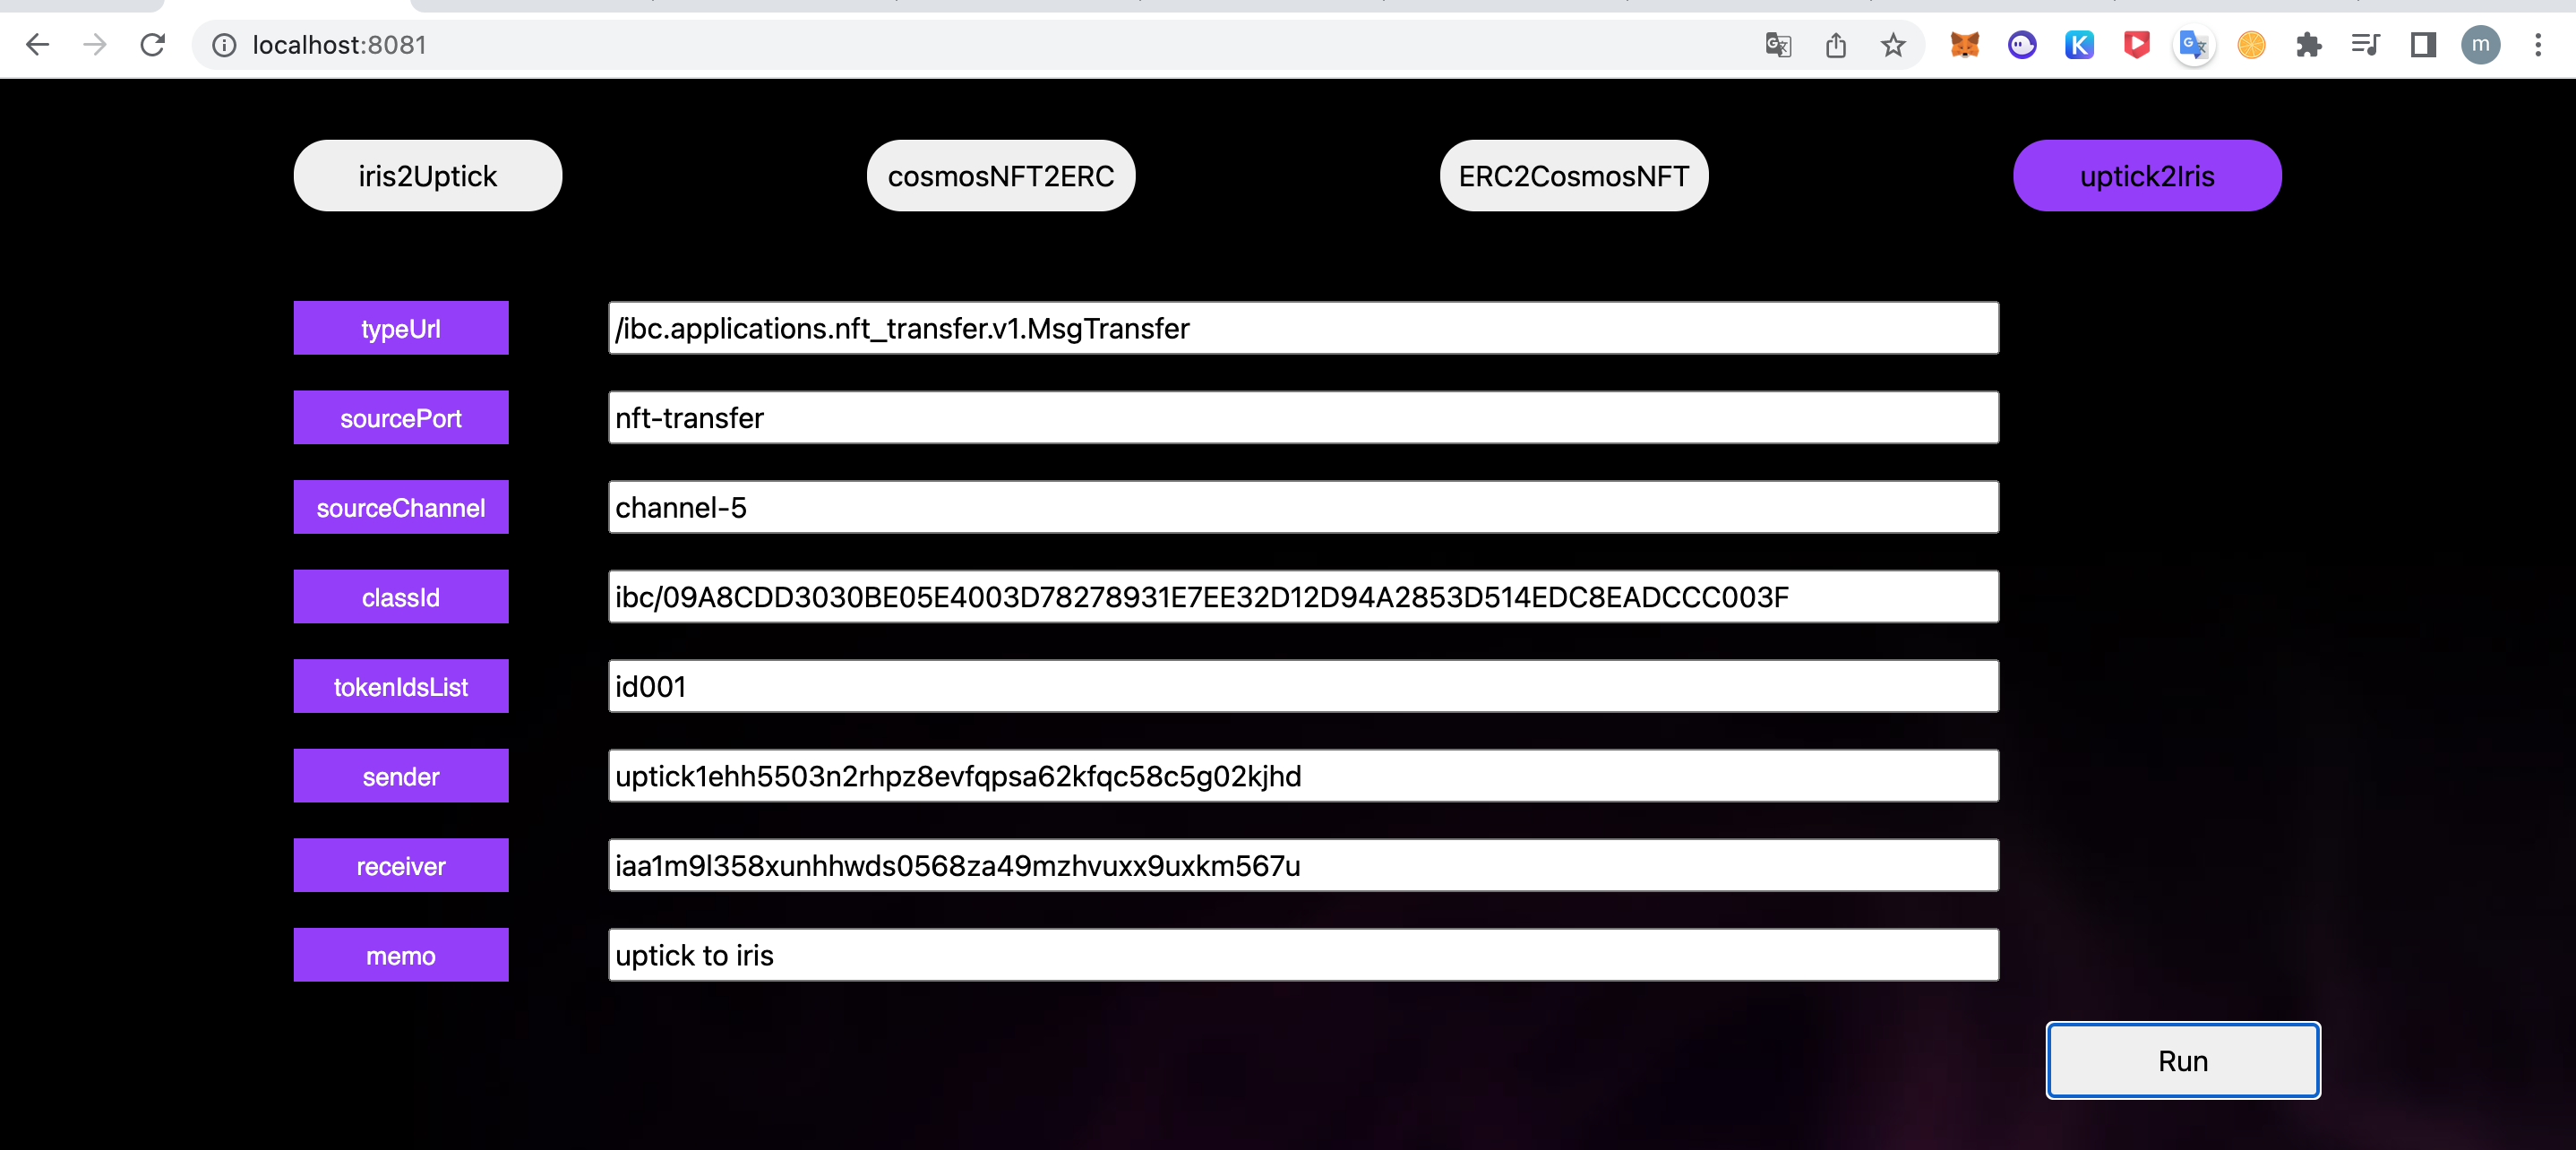 localhost:8081
m
iris2Uptick
cosmosNFT2ERC
ERC2CosmosNFT
uptick2Iris
typeUrl
/ibc.applications.nft_transfer.v1.MsgTransfer
sourcePort
nft-transfer
sourceChannel
channel-5
classId
ibc/09A8CDD3030BE05E4003D78278931E7EE32D12D94A2853D514EDC8EADCCC003F
tokenIdsList
id001
sender
uptick1ehh5503n2rhpz8evfqpsa62kfqc58c5g02kjhd
receiver
iaa1m9l358xunhhwds0568za49mzhvuxx9uxkm567u
memo
uptick to iris
Run